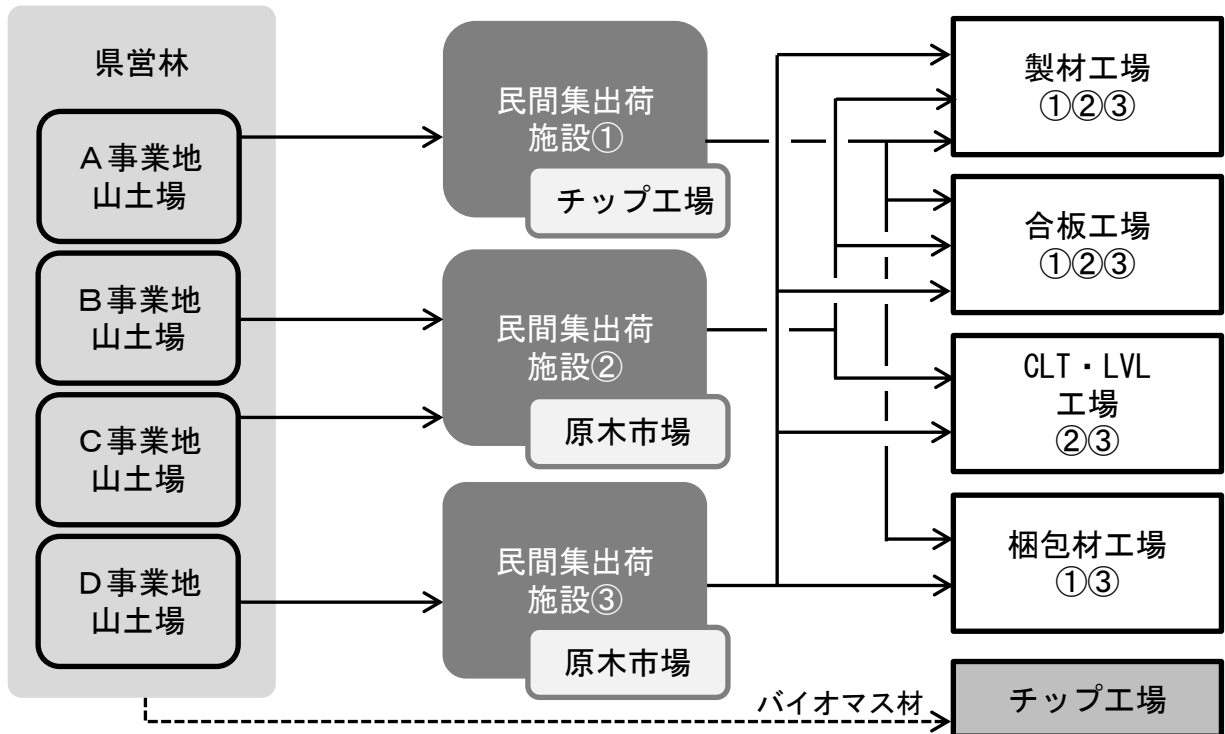 県営林
A事業地
山土場
B事業地
山土場
C事業地
山土場
D事業地
山土場
民間集出荷
施設①
チップ工場
民間集出荷
施設②
原木市場
民間集出荷
施設③
原木市場
製材工場
①②③
合板工場
①②③
CLT・LVL
工場
②③
梱包材工場
①③
バイオマス材
チップ工場